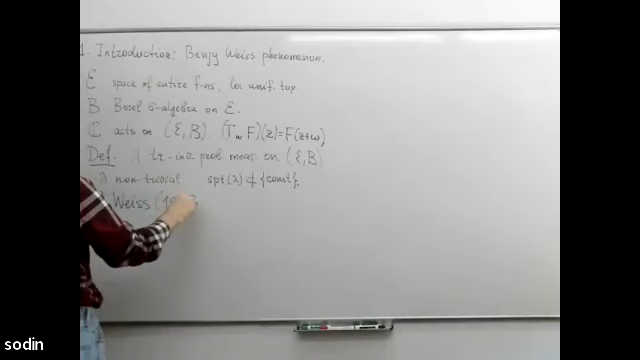 1. Introduction: Benjy Weiss phenomenon.
ℰ space of entire f-ns, loc. unif. top.
B Borel σ-algebra on ℰ.
ℂ acts on (ℰ, B). (T_w F)(z)=F(z+w)
Def. λ tr-inv prob. meas. on (ℰ, B)
λ non-trivial spt(λ) ⊄ {const}.
Weiss (19
sodin